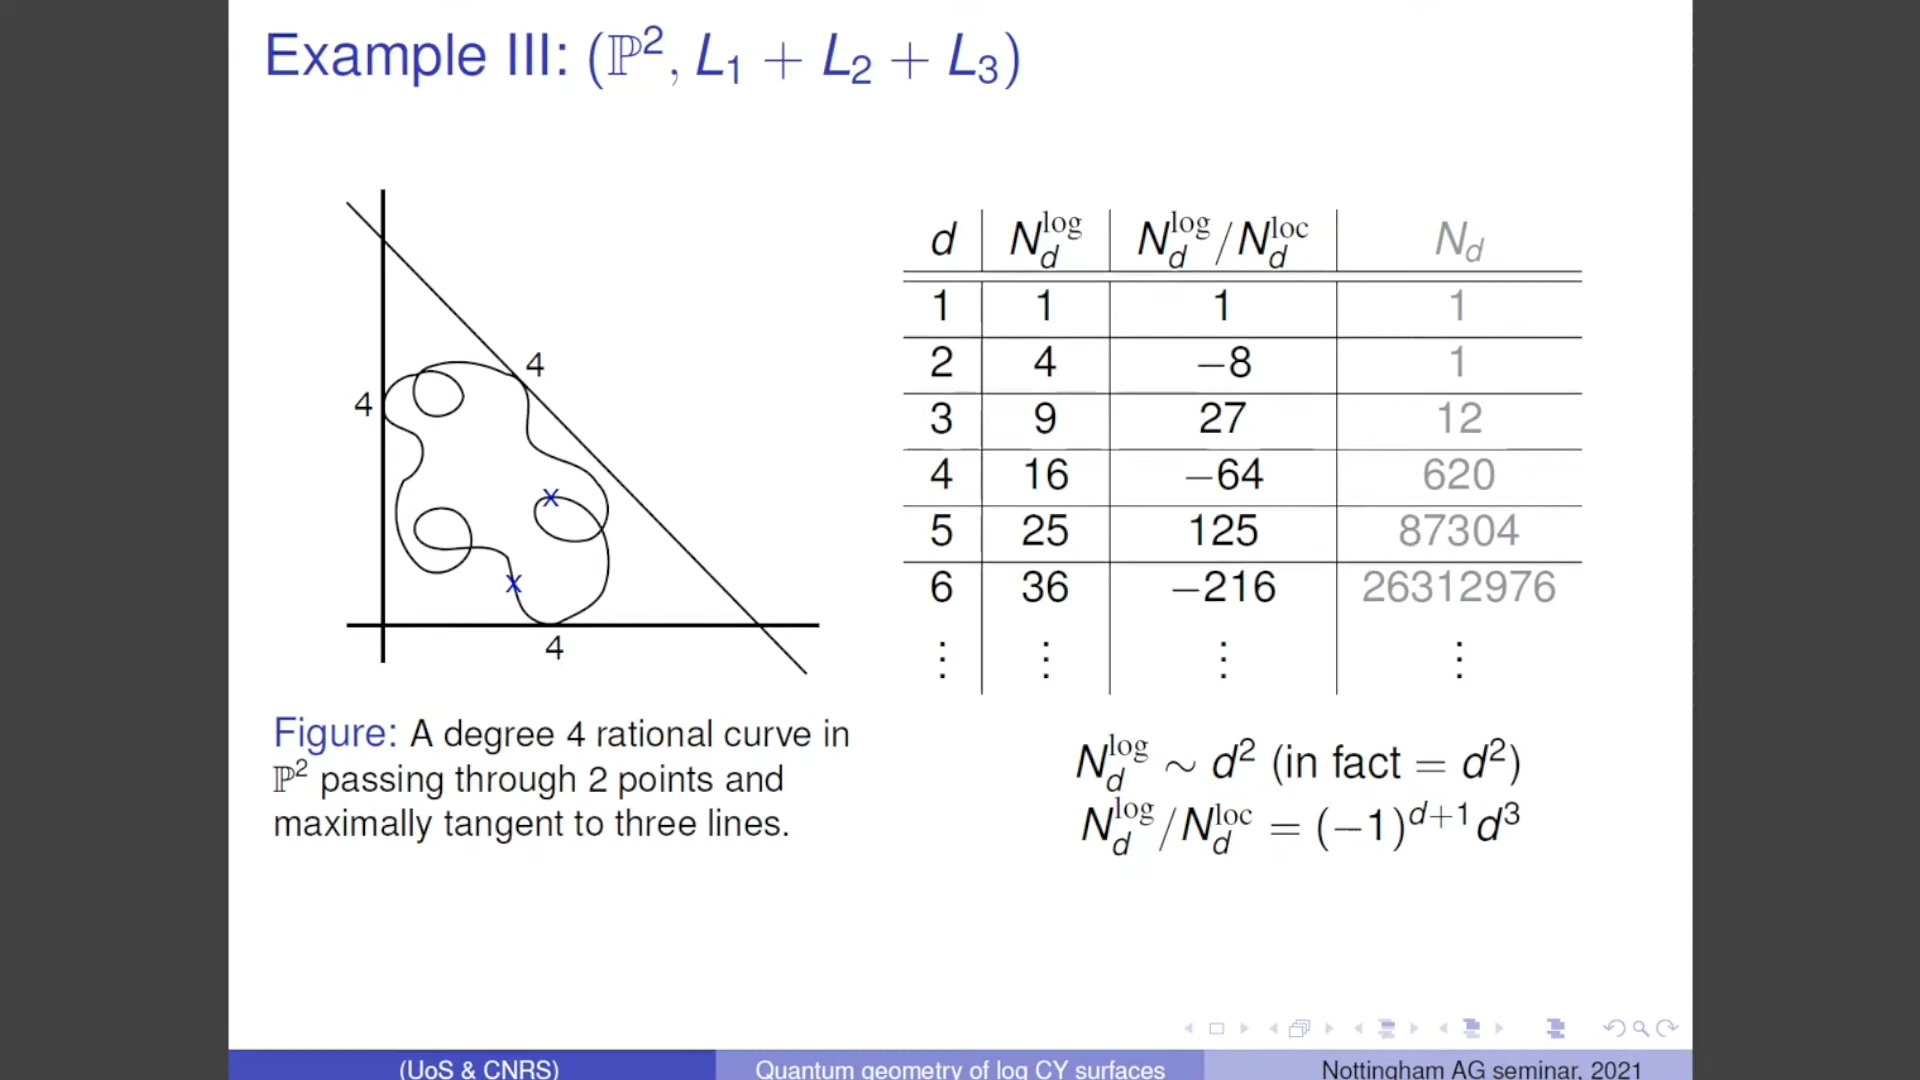 Example III: (ℙ², L₁ + L₂ + L₃)
4
4
x
x
4
Figure: A degree 4 rational curve in
ℙ² passing through 2 points and
maximally tangent to three lines.
d | N_d^log | N_d^log / N_d^loc | N_d
1 | 1 | 1 | 1
2 | 4 | −8 | 1
3 | 9 | 27 | 12
4 | 16 | −64 | 620
5 | 25 | 125 | 87304
6 | 36 | −216 | 26312976
⋮ | ⋮ | ⋮ | ⋮
N_d^log ∼ d² (in fact = d²)
N_d^log / N_d^loc = (−1)^{d+1} d³
(UoS & CNRS)
Quantum geometry of log CY surfaces
Nottingham AG seminar, 2021